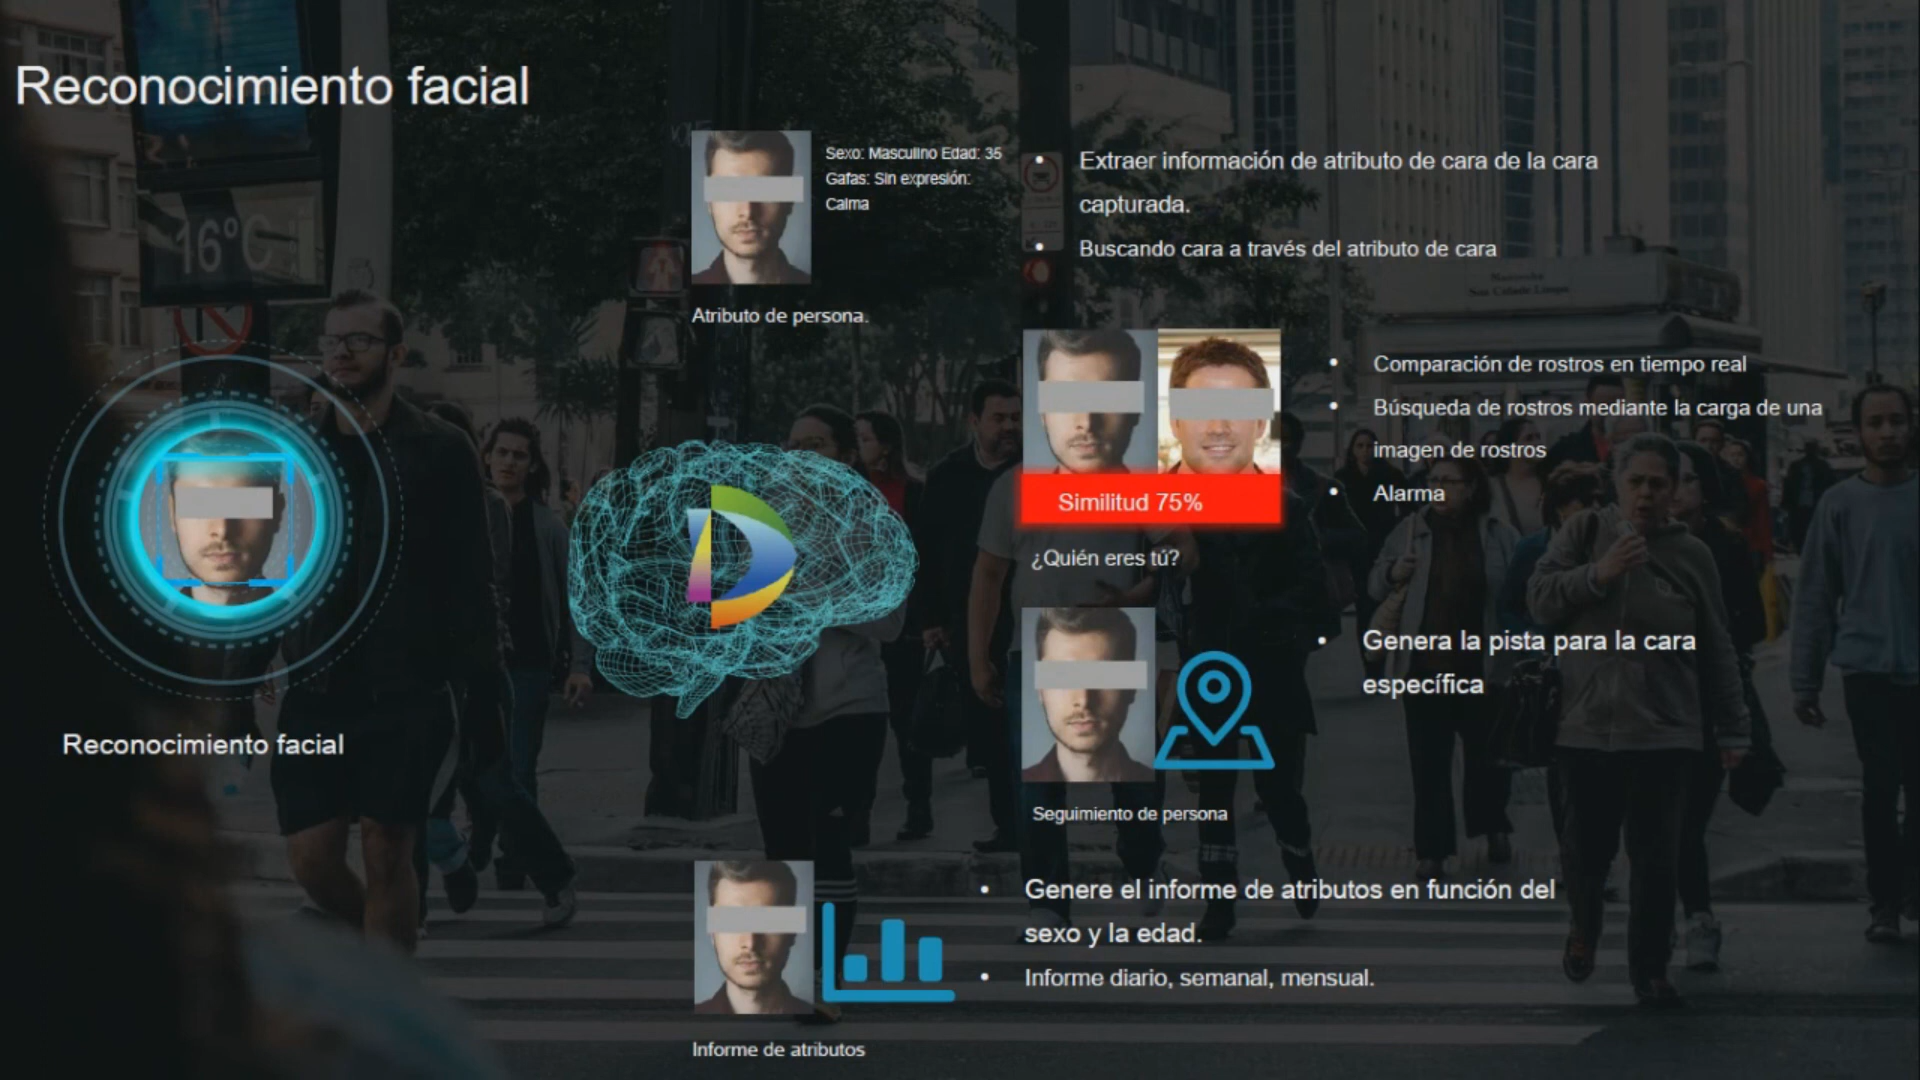 Reconocimiento facial
16°C
Sexo: Masculino Edad: 35
Gafas: Sin expresión:
Calma
Atributo de persona.
• Extraer información de atributo de cara de la cara
capturada.
• Buscando cara a través del atributo de cara
Similitud 75%
¿Quién eres tú?
• Comparación de rostros en tiempo real
• Búsqueda de rostros mediante la carga de una
imagen de rostros
• Alarma
Reconocimiento facial
Seguimiento de persona
• Genera la pista para la cara
específica
Informe de atributos
• Genere el informe de atributos en función del
sexo y la edad.
• Informe diario, semanal, mensual.